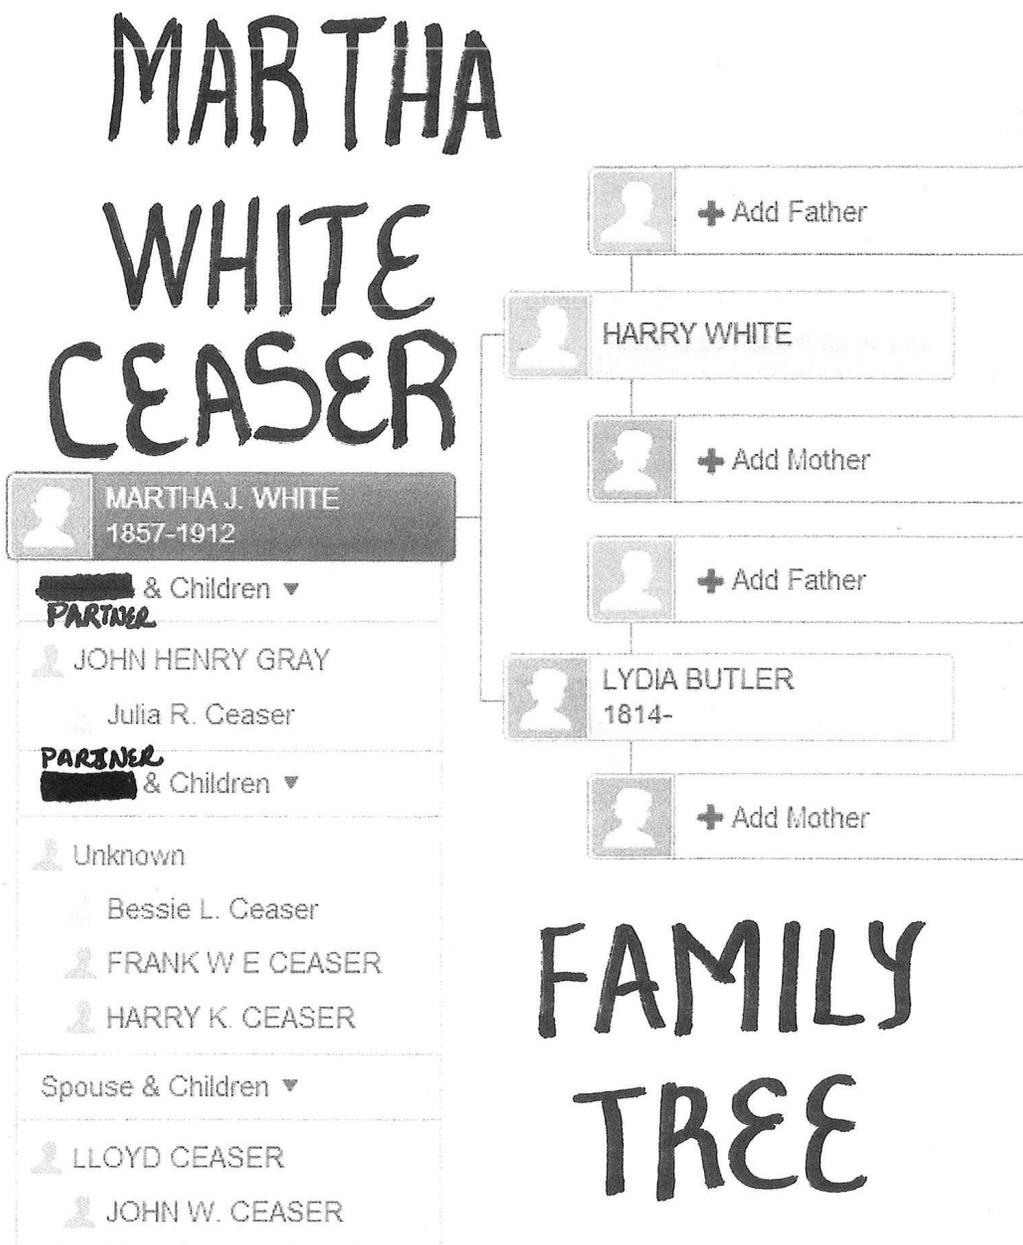 MARTHA
WHITE
CEASER
MARTHA J. WHITE
1857-1912
& Children ▼
PARTNER
JOHN HENRY GRAY
Julia R. Ceaser
PARTNER
& Children ▼
Unknown
Bessie L. Ceaser
FRANK W E CEASER
HARRY K. CEASER
Spouse & Children ▼
LLOYD CEASER
JOHN W. CEASER
+ Add Father
HARRY WHITE
+ Add Mother
+ Add Father
LYDIA BUTLER
1814-
+ Add Mother
FAMILY
TREE